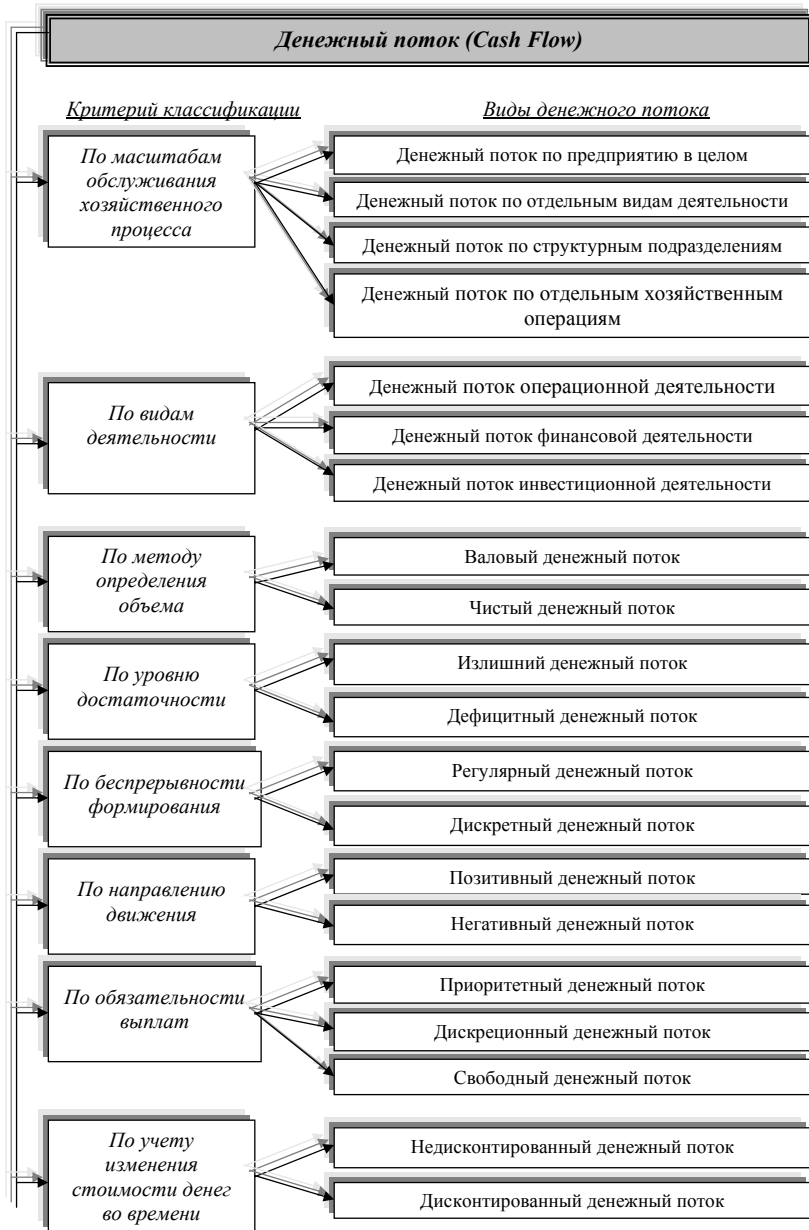 Денежный поток (Cash Flow)
Критерий классификации
Виды денежного потока
По масштабам
обслуживания
хозяйственного
процесса
Денежный поток по предприятию в целом
Денежный поток по отдельным видам деятельности
Денежный поток по структурным подразделениям
Денежный поток по отдельным хозяйственным
операциям
По видам
деятельности
Денежный поток операционной деятельности
Денежный поток финансовой деятельности
Денежный поток инвестиционной деятельности
По методу
определения
объема
Валовый денежный поток
Чистый денежный поток
По уровню
достаточности
Излишний денежный поток
Дефицитный денежный поток
По беспрерывности
формирования
Регулярный денежный поток
Дискретный денежный поток
По направлению
движения
Позитивный денежный поток
Негативный денежный поток
По обязательности
выплат
Приоритетный денежный поток
Дискреционный денежный поток
Свободный денежный поток
По учету
изменения
стоимости денег
во времени
Недисконтированный денежный поток
Дисконтированный денежный поток